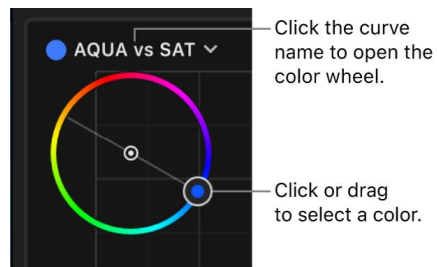 AQUA vs SAT
Click the curve
name to open the
color wheel.
Click or drag
to select a color.